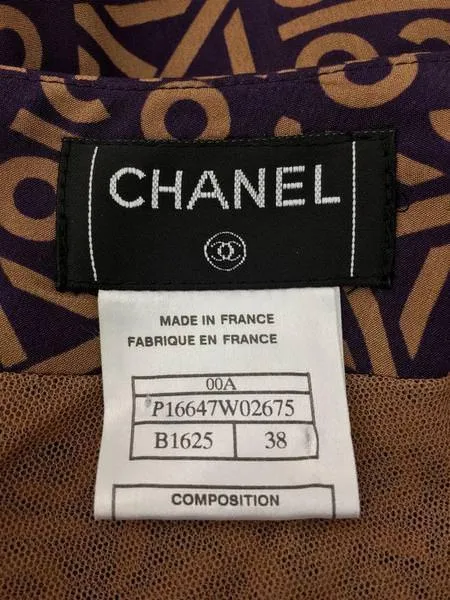 CHANEL
MADE IN FRANCE
FABRIQUE EN FRANCE
00A
P16647W02675
B1625 38
COMPOSITION